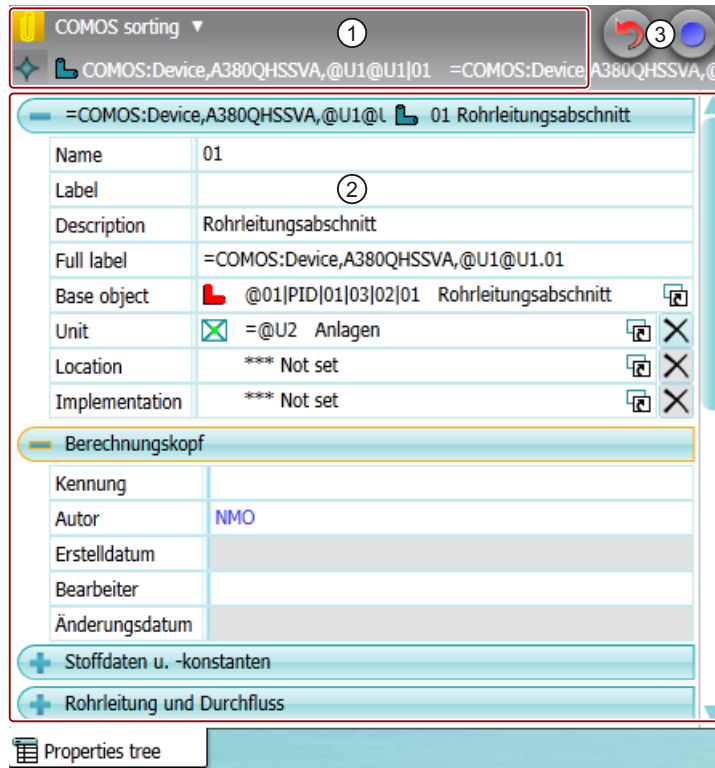 COMOS sorting ▼
1
3
COMOS:Device,A380QHSSVA,@U1@U1|01 =COMOS:Device,A380QHSSVA,@
=COMOS:Device,A380QHSSVA,@U1@U 01 Rohrleitungsabschnitt
Name 01
Label
2
Description Rohrleitungsabschnitt
Full label =COMOS:Device,A380QHSSVA,@U1@U1.01
Base object @01|PID|01|03|02|01 Rohrleitungsabschnitt
Unit =@U2 Anlagen
Location *** Not set
Implementation *** Not set
Berechnungskopf
Kennung
Autor NMO
Erstelldatum
Bearbeiter
Änderungsdatum
Stoffdaten u. -konstanten
Rohrleitung und Durchfluss
Properties tree